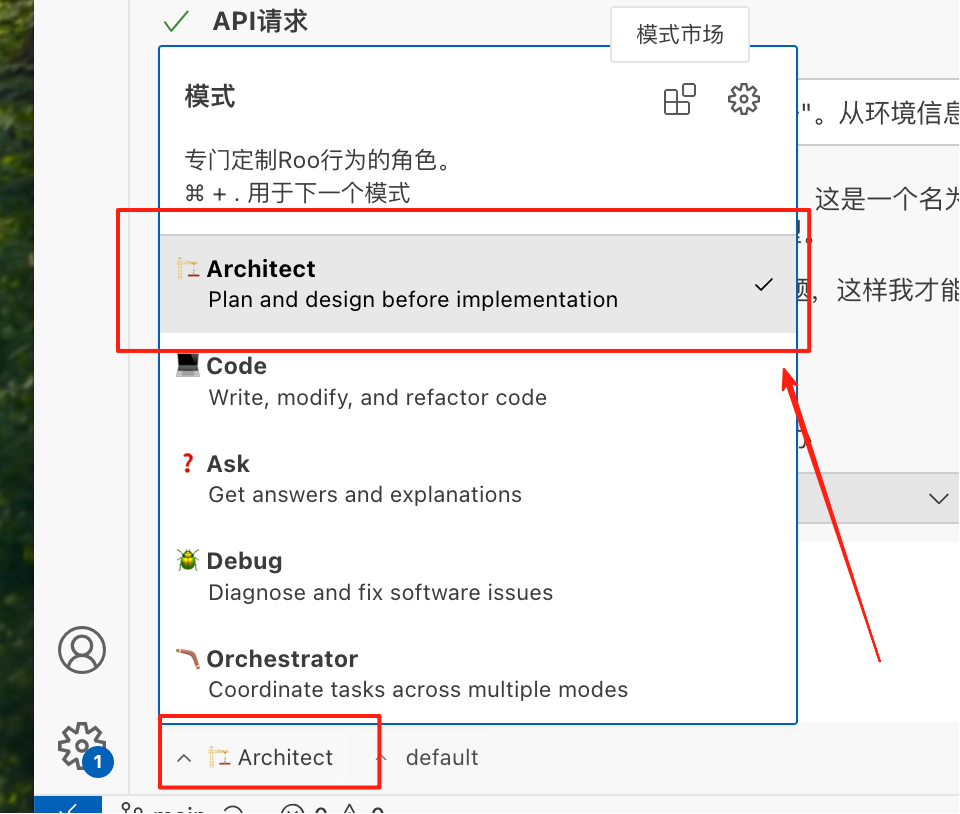 API请求
模式市场
模式
"。从环境信息
专门定制Roo行为的角色。
⌘ + . 用于下一个模式
这是一个名为
Architect
Plan and design before implementation
题，这样我才能
Code
Write, modify, and refactor code
Ask
Get answers and explanations
Debug
Diagnose and fix software issues
Orchestrator
Coordinate tasks across multiple modes
Architect
default
1
main
0
0